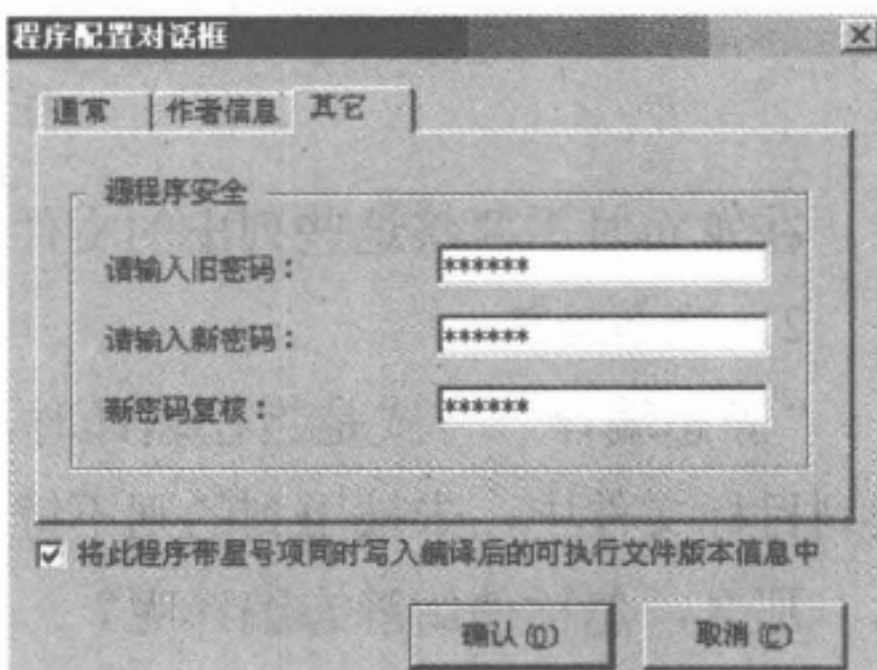 程序配置对话框
通常 作者信息 其它
源程序安全
请输入旧密码： ******
请输入新密码： ******
新密码复核： ******
将此程序带星号项同时写入编译后的可执行文件版本信息中
确认(O) 取消(C)